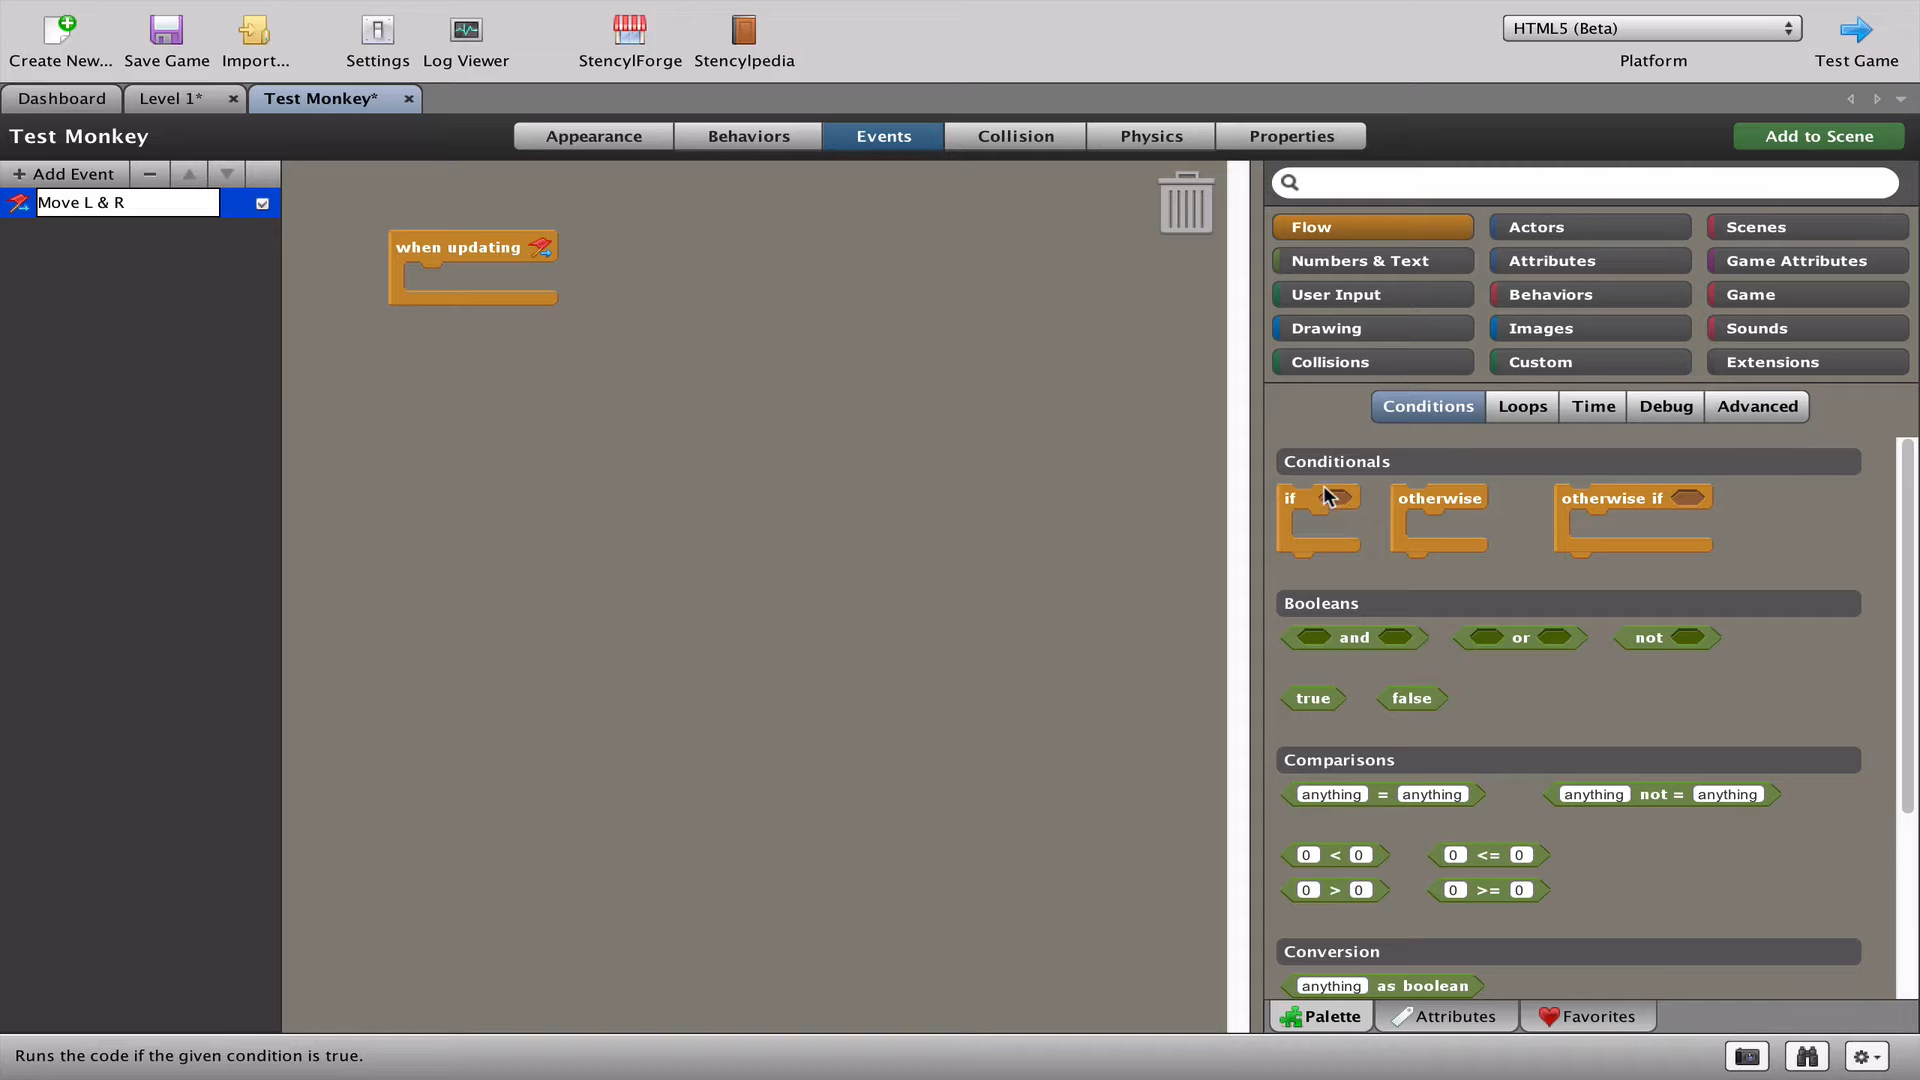 Create New... Save Game Import... Settings Log Viewer StencylForge Stencylpedia
HTML5 (Beta)
Platform
Test Game
Dashboard Level 1* Test Monkey*
Test Monkey
Appearance Behaviors Events Collision Physics Properties
Add to Scene
+ Add Event
Move L & R
when updating
Flow Actors Scenes
Numbers & Text Attributes Game Attributes
User Input Behaviors Game
Drawing Images Sounds
Collisions Custom Extensions
Conditions Loops Time Debug Advanced
Conditionals
if otherwise otherwise if
Booleans
and or not
true false
Comparisons
anything = anything anything not = anything
0 < 0 0 <= 0
0 > 0 0 >= 0
Conversion
anything as boolean
Palette Attributes Favorites
Runs the code if the given condition is true.